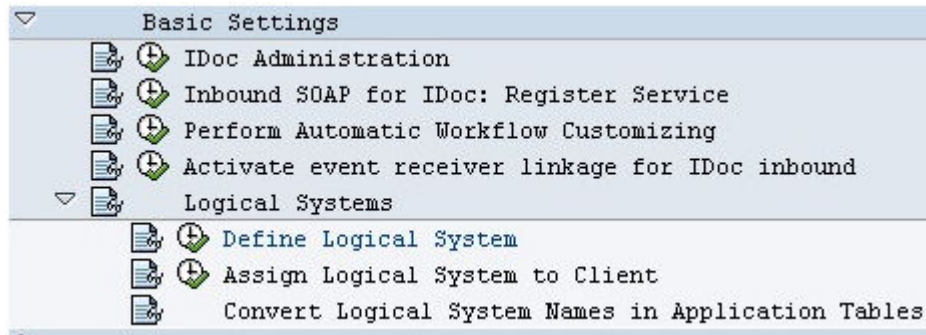 Basic Settings
IDoc Administration
Inbound SOAP for IDoc: Register Service
Perform Automatic Workflow Customizing
Activate event receiver linkage for IDoc inbound
Logical Systems
Define Logical System
Assign Logical System to Client
Convert Logical System Names in Application Tables